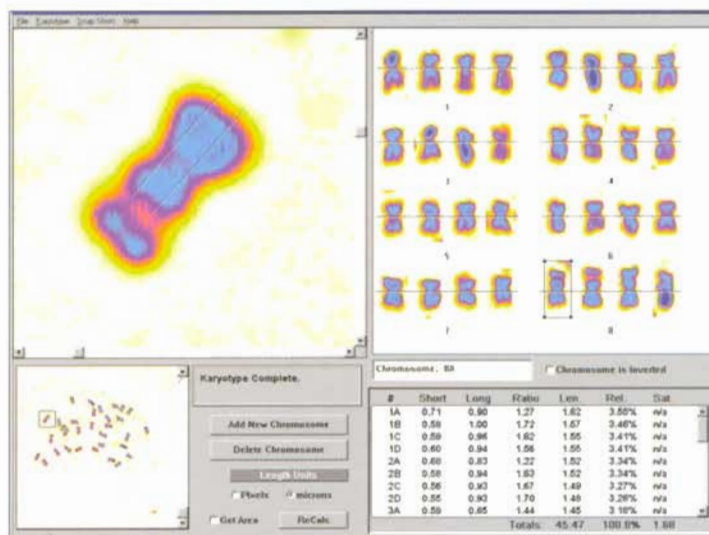 File Karyotype Snap Short Help
1 2
3 4
5 6
7 8
Karyotype Complete.
Chromosome: 8A
Chromosome is Inverted
Add New Chromosome
Delete Chromosome
Length Units
Pixels microns
Get Area ReCalc
# Short Long Ratio Len. Rel. Sat
1A 0.71 0.90 1.27 1.62 3.55% n/a
1B 0.58 1.00 1.72 1.57 3.46% n/a
1C 0.59 0.96 1.62 1.55 3.41% n/a
1D 0.60 0.94 1.56 1.55 3.41% n/a
2A 0.68 0.83 1.22 1.52 3.34% n/a
2B 0.58 0.94 1.63 1.52 3.34% n/a
2C 0.56 0.93 1.67 1.49 3.27% n/a
2D 0.55 0.93 1.70 1.48 3.26% n/a
3A 0.59 0.85 1.44 1.45 3.18% n/a
Totals: 45.47 100.0% 1.68